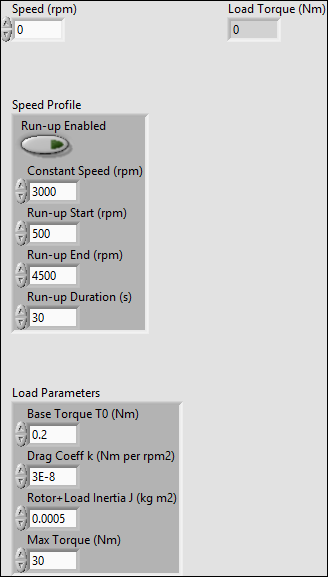 Speed (rpm)
0
Load Torque (Nm)
0
Speed Profile
Run-up Enabled
Constant Speed (rpm)
3000
Run-up Start (rpm)
500
Run-up End (rpm)
4500
Run-up Duration (s)
30
Load Parameters
Base Torque T0 (Nm)
0.2
Drag Coeff k (Nm per rpm2)
3E-8
Rotor+Load Inertia J (kg m2)
0.0005
Max Torque (Nm)
30